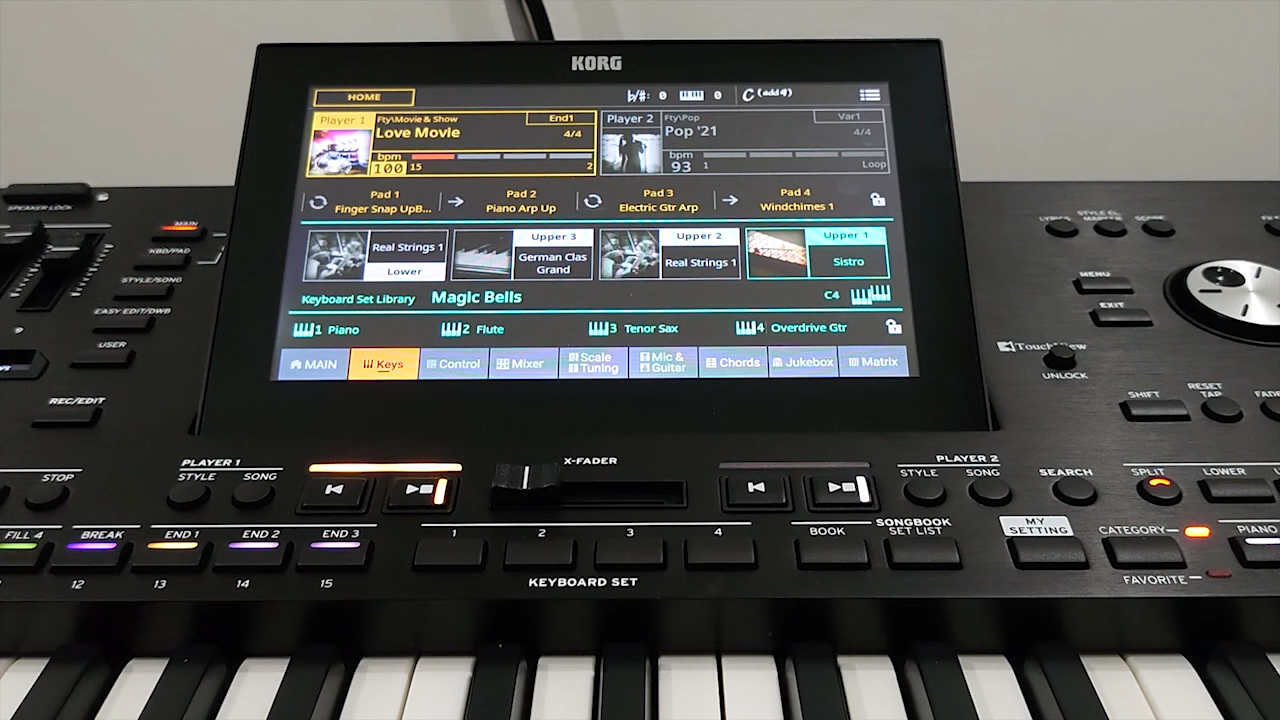 KORG
HOME
b/#: 0 0 C (add 9)
Player 1
Fty\Movie & Show
End1
Love Movie
4/4
bpm
100
15
2
Player 2
Fty\Pop
Var1
Pop '21
4/4
bpm
93
1
Loop
Pad 1
Finger Snap UpB...
Pad 2
Piano Arp Up
Pad 3
Electric Gtr Arp
Pad 4
Windchimes 1
Real Strings 1
Lower
Upper 3
German Clas
Grand
Upper 2
Real Strings 1
Upper 1
Sistro
Keyboard Set Library Magic Bells
C4
1 Piano
2 Flute
3 Tenor Sax
4 Overdrive Gtr
MAIN
Keys
Control
Mixer
Scale
Tuning
Mic &
Guitar
Chords
Jukebox
Matrix
SPEAKER LOCK
MAIN
KBD/PAD
STYLE/SONG
EASY EDIT/DWB
USER
REC/EDIT
LYRICS
SCORE
MENU
EXIT
TouchView
UNLOCK
SHIFT
RESET
TAP
STOP
PLAYER 1
STYLE
SONG
X-FADER
PLAYER 2
STYLE
SONG
SEARCH
SPLIT
LOWER
FILL 4
BREAK
END 1
END 2
END 3
12
13
14
15
1
2
3
4
KEYBOARD SET
BOOK
SONGBOOK
SET LIST
MY
SETTING
CATEGORY
FAVORITE
PIANO